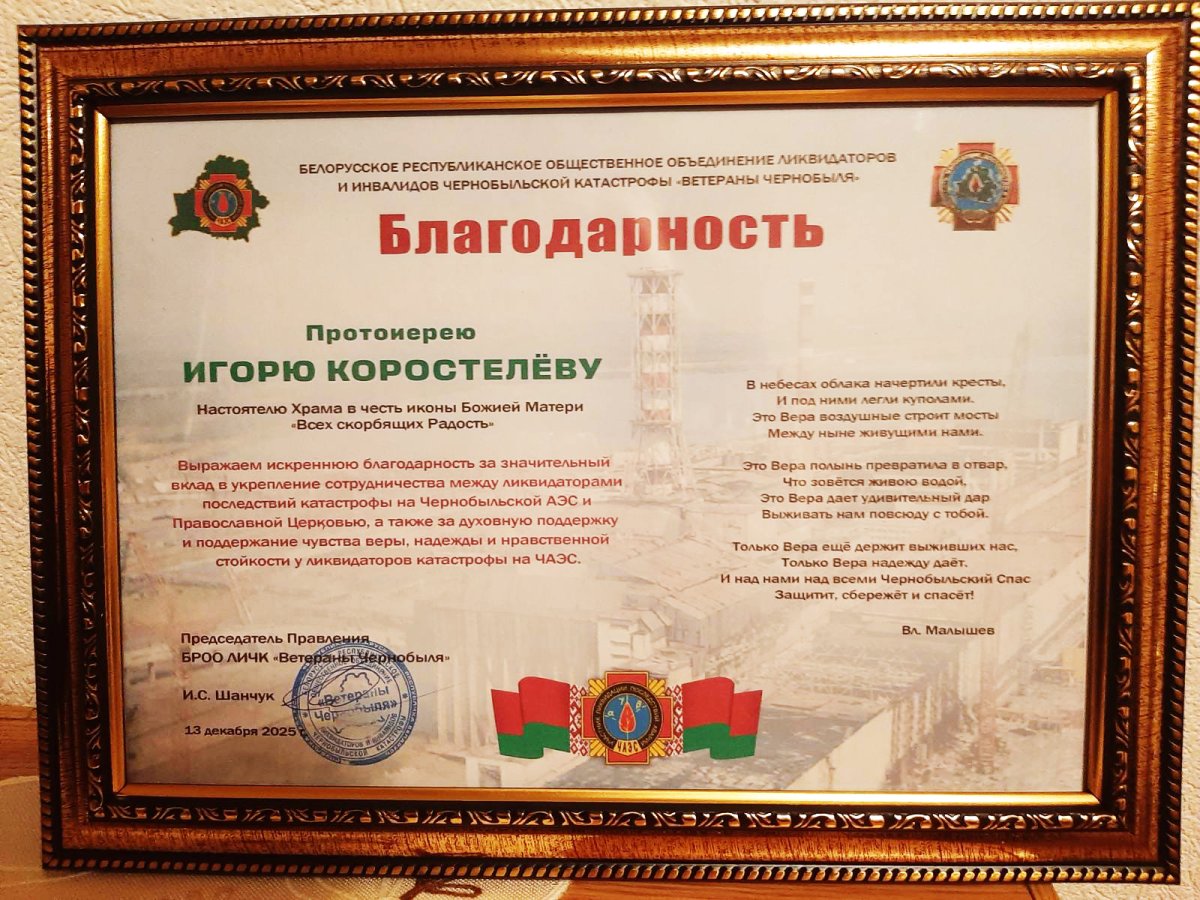 БЕЛОРУССКОЕ РЕСПУБЛИКАНСКОЕ ОБЩЕСТВЕННОЕ ОБЪЕДИНЕНИЕ ЛИКВИДАТОРОВ
И ИНВАЛИДОВ ЧЕРНОБЫЛЬСКОЙ КАТАСТРОФЫ «ВЕТЕРАНЫ ЧЕРНОБЫЛЯ»
Благодарность
Протоиерею
ИГОРЮ КОРОСТЕЛЁВУ
Настоятелю Храма в честь иконы Божией Матери
«Всех скорбящих Радость»
Выражаем искреннюю благодарность за значительный
вклад в укрепление сотрудничества между ликвидаторами
последствий катастрофы на Чернобыльской АЭС и
Православной Церковью, а также за духовную поддержку
и поддержание чувства веры, надежды и нравственной
стойкости у ликвидаторов катастрофы на ЧАЭС.
В небесах облака начертили кресты,
И под ними легли куполами.
Это Вера воздушные строит мосты
Между ныне живущими нами.
Это Вера полынь превратила в отвар,
Что зовётся живою водой,
Это Вера дает удивительный дар
Выживать нам повсюду с тобой.
Только Вера ещё держит выживших нас,
Только Вера надежду даёт.
И над нами над всеми Чернобыльский Спас
Защитит, сбережёт и спасёт!
Вл. Малышев
Председатель Правления
БРОО ЛИЧК «Ветераны Чернобыля»
И.С. Шанчук
13 декабря 2025
«Ветераны
Чернобыля»
ЧАЭС